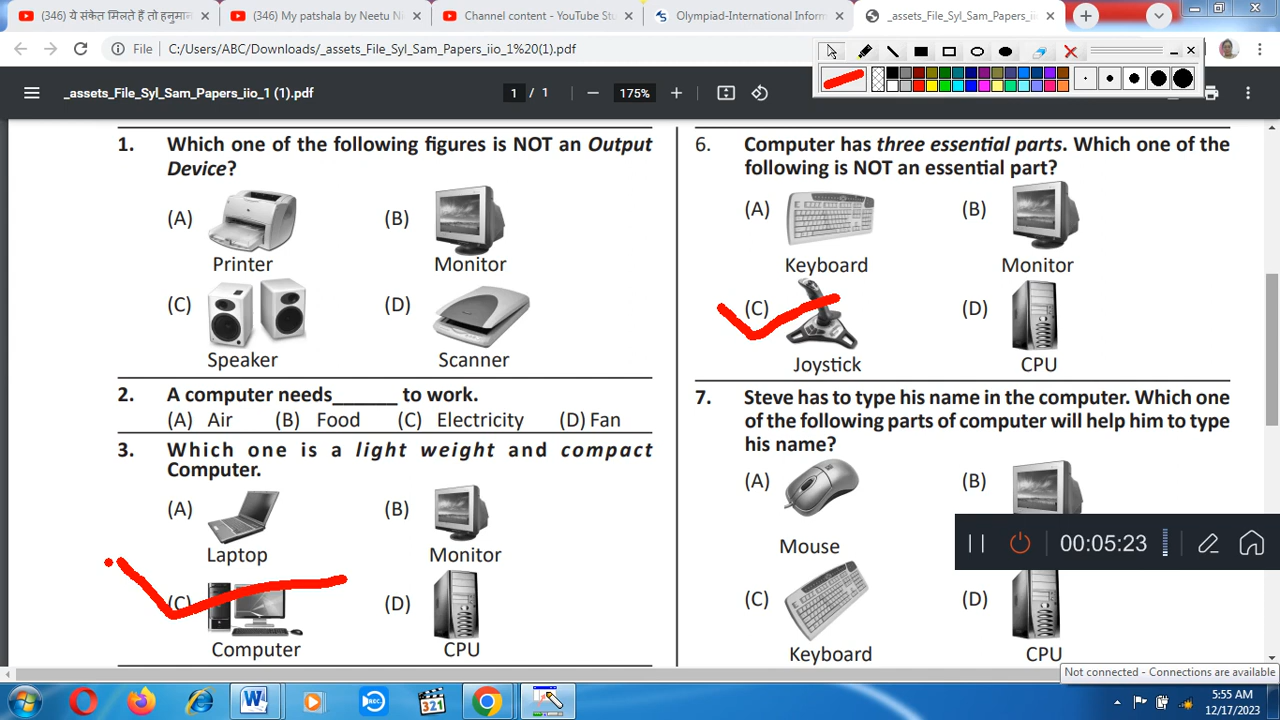 (346) ये संकेत मिलते हैं तो हनुमान
(346) My patshala by Neetu Ni
Channel content - YouTube Stu
Olympiad-International Inform
_assets_File_Syl_Sam_Papers_ii
File C:/Users/ABC/Downloads/_assets_File_Syl_Sam_Papers_iio_1%20(1).pdf
_assets_File_Syl_Sam_Papers_iio_1 (1).pdf
1 / 1
175%
1. Which one of the following figures is NOT an Output
Device?
(A)
(B)
Printer
Monitor
(C)
(D)
Speaker
Scanner
2. A computer needs______ to work.
(A) Air (B) Food (C) Electricity (D) Fan
3. Which one is a light weight and compact
Computer.
(A)
(B)
Laptop
Monitor
(C)
(D)
Computer
CPU
6. Computer has three essential parts. Which one of the
following is NOT an essential part?
(A)
(B)
Keyboard
Monitor
(C)
(D)
Joystick
CPU
7. Steve has to type his name in the computer. Which one
of the following parts of computer will help him to type
his name?
(A)
(B)
Mouse
(C)
(D)
Keyboard
CPU
00:05:23
Not connected - Connections are available
W
REC
321
5:55 AM
12/17/2023